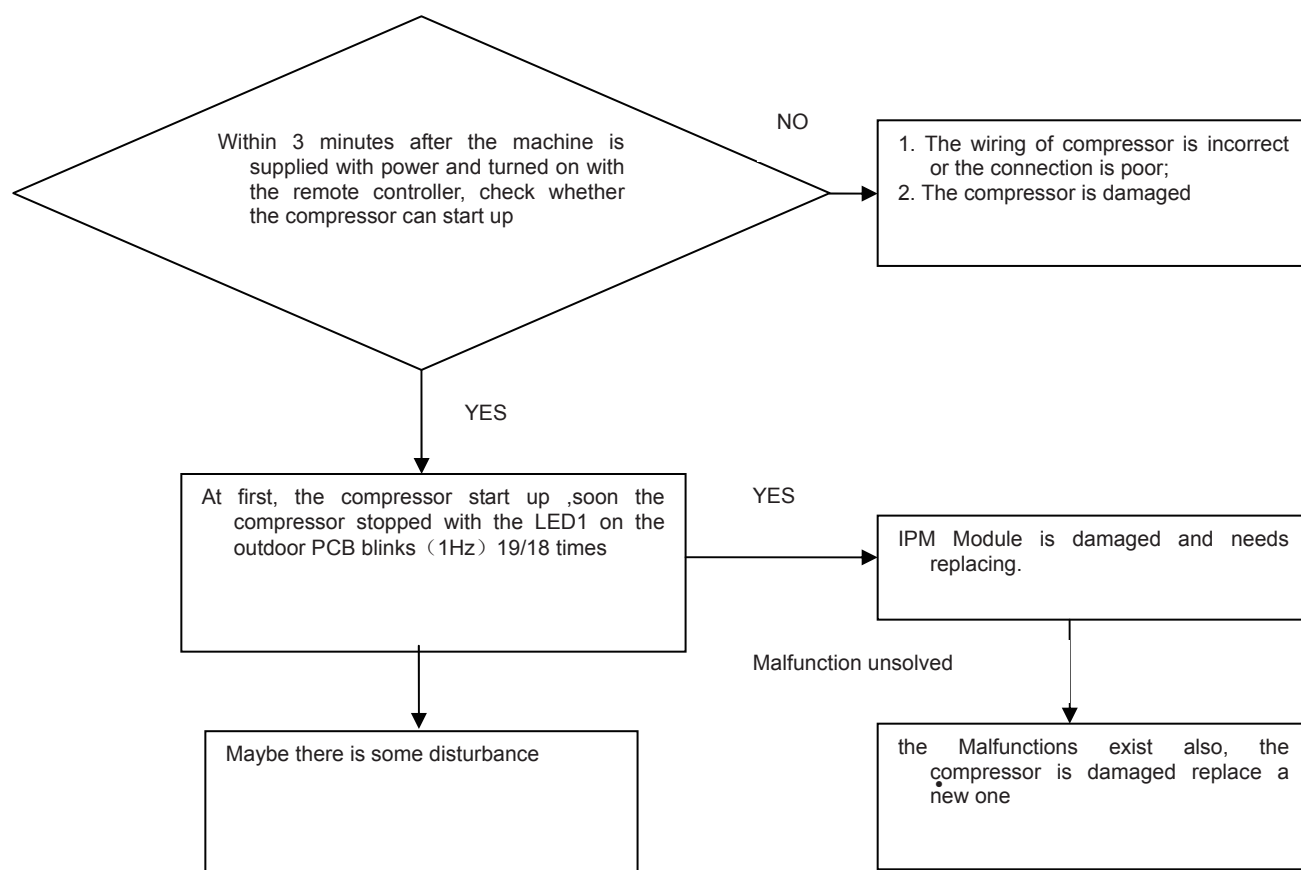 Within 3 minutes after the machine is
supplied with power and turned on with
the remote controller, check whether
the compressor can start up
NO
1. The wiring of compressor is incorrect
or the connection is poor;
2. The compressor is damaged
YES
At first, the compressor start up ,soon the
compressor stopped with the LED1 on the
outdoor PCB blinks（1Hz）19/18 times
YES
IPM Module is damaged and needs
replacing.
Malfunction unsolved
Maybe there is some disturbance
the Malfunctions exist also, the
compressor is damaged replace a
new one